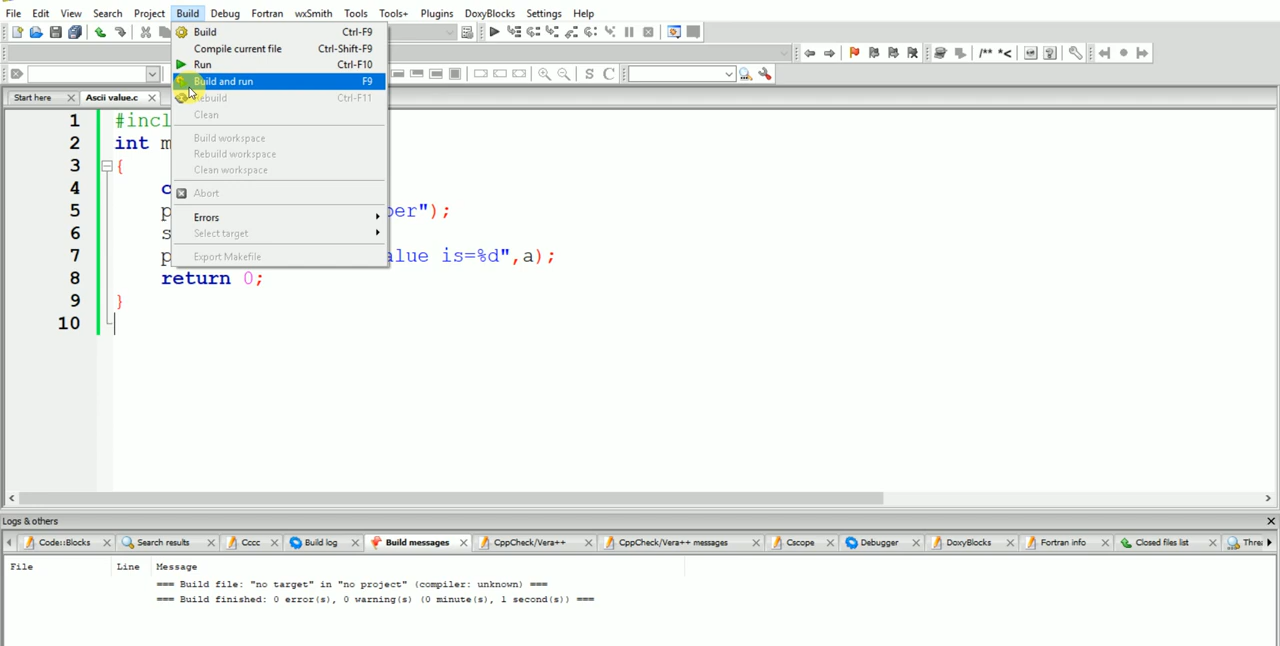 File Edit View Search Project Build Debug Fortran wxSmith Tools Tools+ Plugins DoxyBlocks Settings Help
Build Ctrl-F9
Compile current file Ctrl-Shift-F9
Run Ctrl-F10
Build and run F9
Rebuild Ctrl-F11
Clean
Build workspace
Rebuild workspace
Clean workspace
Abort
Errors
Select target
Export Makefile
/** *<
S C
Start here Ascii value.c
1 #incl
2 int m
3 {
4 c
5 p ber");
6 s
7 p alue is=%d",a);
8 return 0;
9 }
10
Logs & others
Code::Blocks Search results Cccc Build log Build messages CppCheck/Vera++ CppCheck/Vera++ messages Cscope Debugger DoxyBlocks Fortran info Closed files list Thre
File Line Message
=== Build file: "no target" in "no project" (compiler: unknown) ===
=== Build finished: 0 error(s), 0 warning(s) (0 minute(s), 1 second(s)) ===